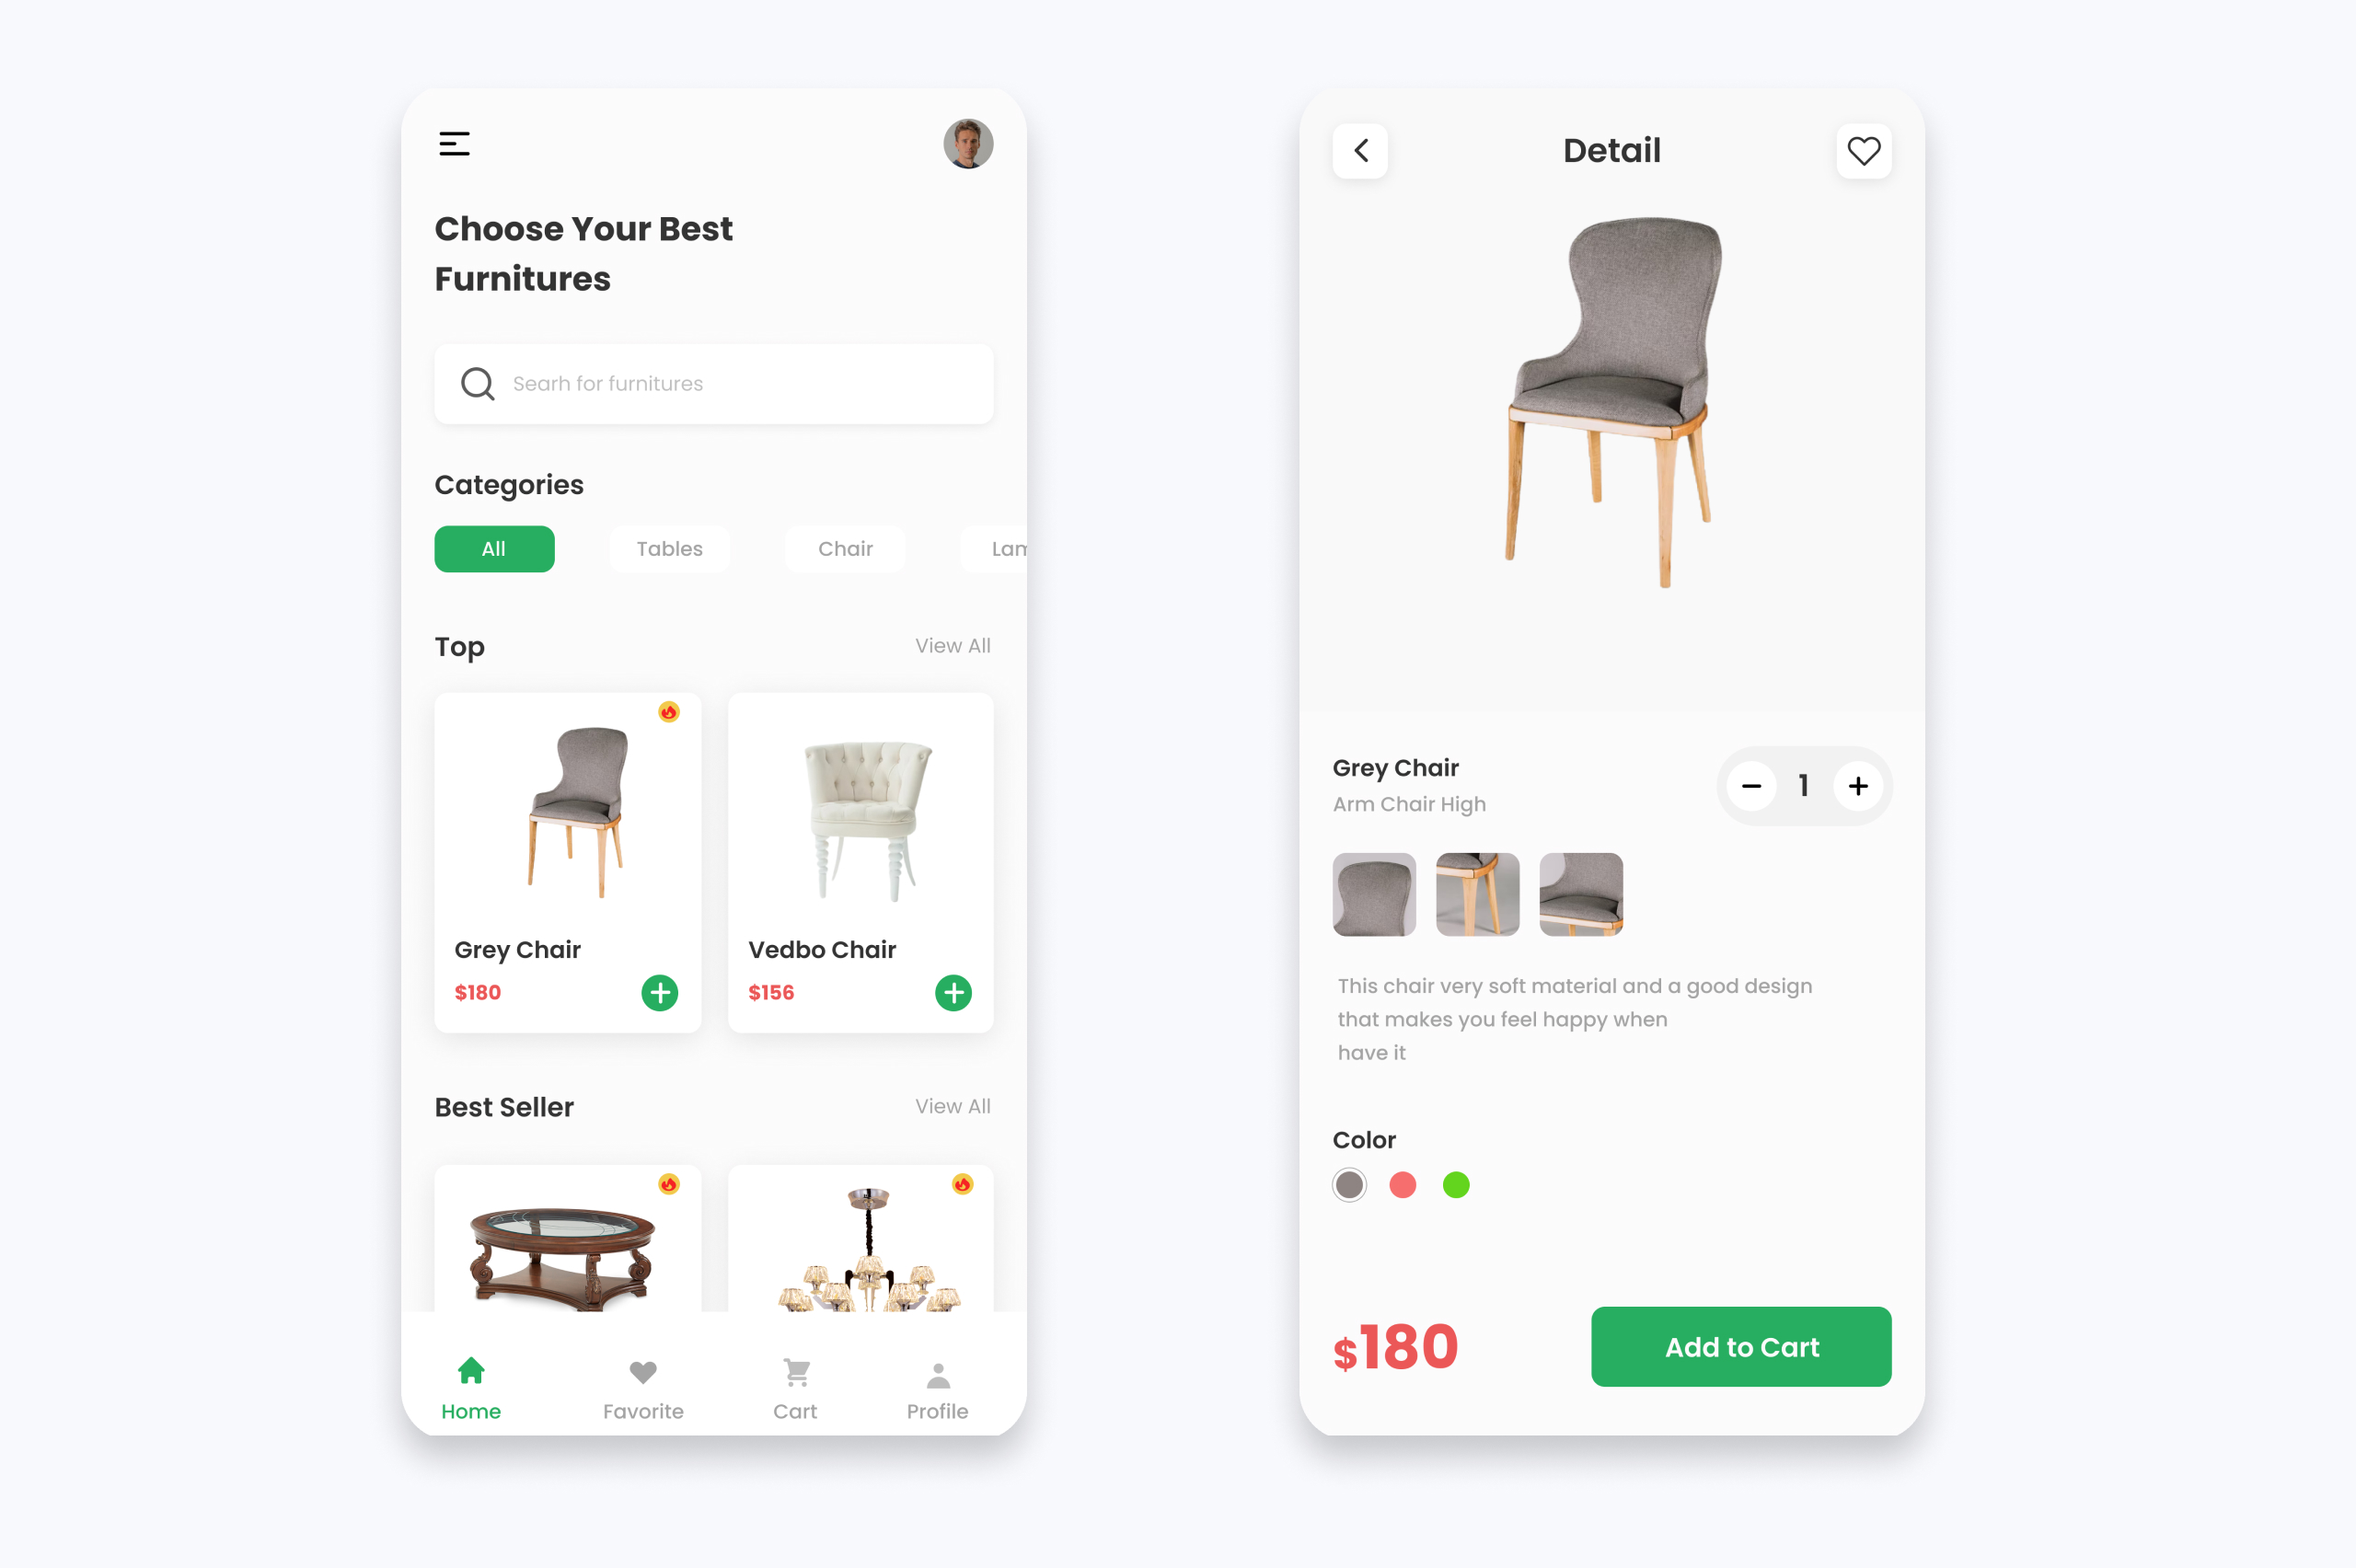 Choose Your Best
Furnitures
Searh for furnitures
Categories
All
Tables
Chair
Lam
Top
View All
Grey Chair
$180
Vedbo Chair
$156
Best Seller
View All
Home
Favorite
Cart
Profile
Detail
Grey Chair
Arm Chair High
1
This chair very soft material and a good design
that makes you feel happy when
have it
Color
$180
Add to Cart